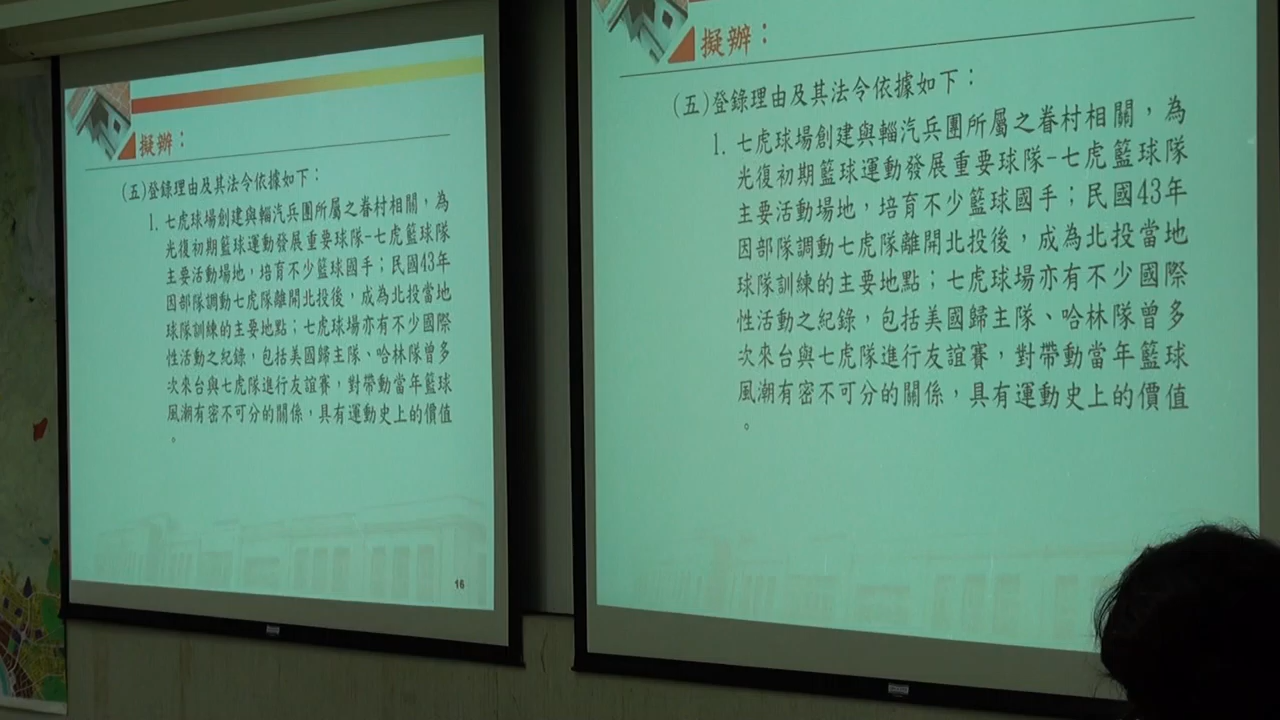 擬辦：
(五)登錄理由及其法令依據如下：
1. 七虎球場創建與輜汽兵團所屬之眷村相關，為
光復初期籃球運動發展重要球隊-七虎籃球隊
主要活動場地，培育不少籃球國手；民國43年
因部隊調動七虎隊離開北投後，成為北投當地
球隊訓練的主要地點；七虎球場亦有不少國際
性活動之紀錄，包括美國歸主隊、哈林隊曾多
次來台與七虎隊進行友誼賽，對帶動當年籃球
風潮有密不可分的關係，具有運動史上的價值
。
16
擬辦：
(五)登錄理由及其法令依據如下：
1. 七虎球場創建與輜汽兵團所屬之眷村相關，為
光復初期籃球運動發展重要球隊-七虎籃球隊
主要活動場地，培育不少籃球國手；民國43年
因部隊調動七虎隊離開北投後，成為北投當地
球隊訓練的主要地點；七虎球場亦有不少國際
性活動之紀錄，包括美國歸主隊、哈林隊曾多
次來台與七虎隊進行友誼賽，對帶動當年籃球
風潮有密不可分的關係，具有運動史上的價值
。